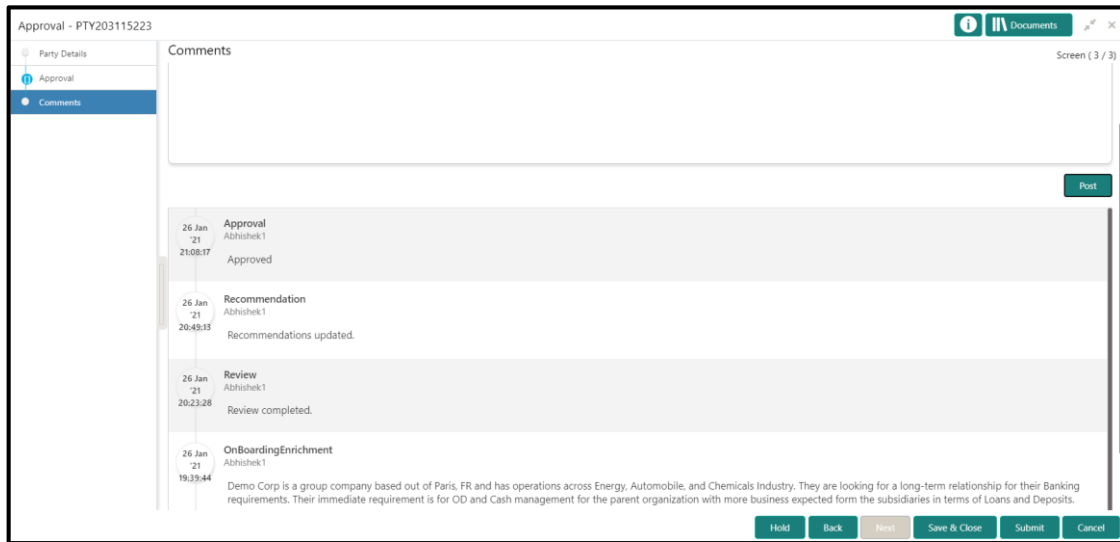 Approval - PTY203115223
i
Documents
Party Details
Approval
Comments
Comments
Screen ( 3 / 3)
Post
26 Jan
'21
21:08:17
Approval
Abhishek1
Approved
26 Jan
'21
20:49:13
Recommendation
Abhishek1
Recommendations updated.
26 Jan
'21
20:23:28
Review
Abhishek1
Review completed.
26 Jan
'21
19:39:44
OnBoardingEnrichment
Abhishek1
Demo Corp is a group company based out of Paris, FR and has operations across Energy, Automobile, and Chemicals Industry. They are looking for a long-term relationship for their Banking
requirements. Their immediate requirement is for OD and Cash management for the parent organization with more business expected form the subsidiaries in terms of Loans and Deposits.
Hold
Back
Next
Save & Close
Submit
Cancel